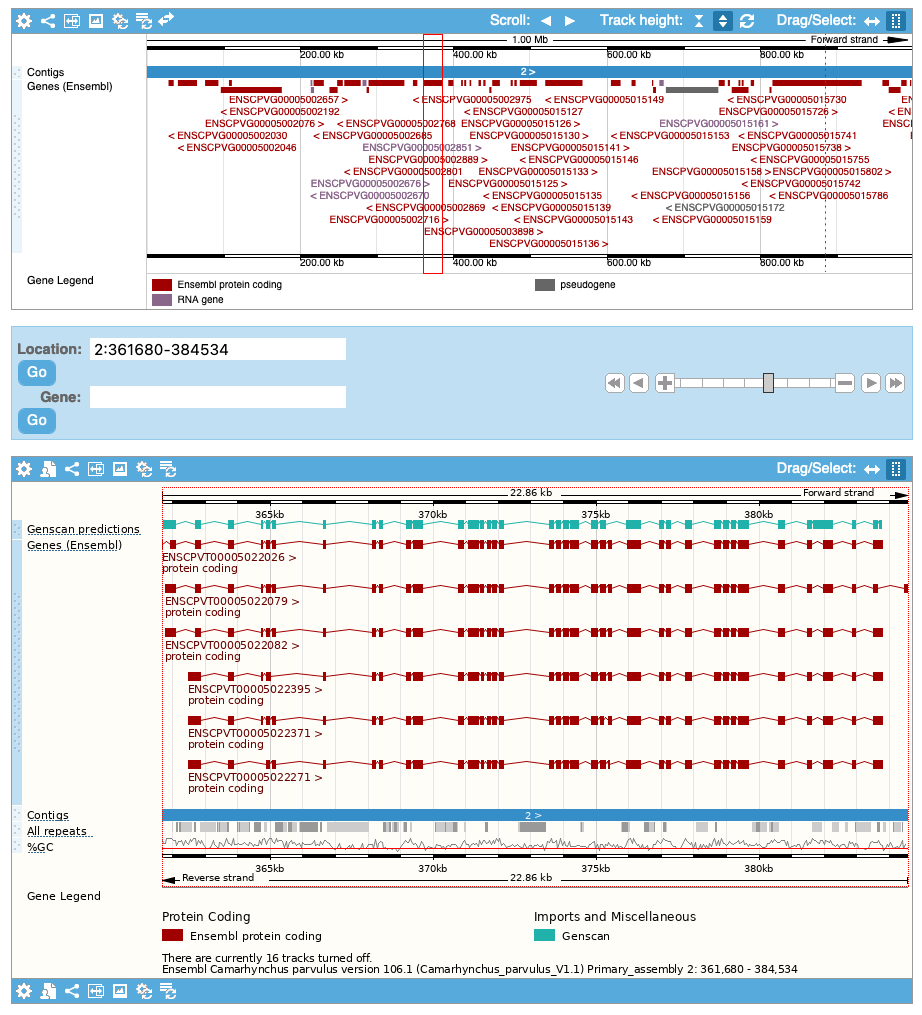 Scroll: Track height: Drag/Select:
1.00 Mb Forward strand
200.00 kb 400.00 kb 600.00 kb 800.00 kb
Contigs 2 >
Genes (Ensembl)
ENSCPVG00005002657 > < ENSCPVG00005002975 < ENSCPVG00005015149 < ENSCPVG00005015730
< ENSCPVG00005002192 < ENSCPVG00005015127 ENSCPVG00005015726 >
ENSCPVG00005002076 > < ENSCPVG00005002768 ENSCPVG00005015126 > ENSCPVG00005015161 > ENSCP
< ENSCPVG00005002030 < ENSCPVG00005002685 ENSCPVG00005015130 > < ENSCPVG00005015153 < ENSCPVG00005015741
< ENSCPVG00005002046 ENSCPVG00005002851 > ENSCPVG00005015141 > ENSCPVG00005015738 >
ENSCPVG00005002889 > < ENSCPVG00005015146 < ENSCPVG00005015755
< ENSCPVG00005002801 ENSCPVG00005015133 > ENSCPVG00005015158 > ENSCPVG00005015802 >
ENSCPVG00005002676 > ENSCPVG00005015125 > < ENSCPVG00005015742
< ENSCPVG00005002670 < ENSCPVG00005015135 < ENSCPVG00005015156 < ENSCPVG00005015786
< ENSCPVG00005002869 < ENSCPVG00005015139 < ENSCPVG00005015172
ENSCPVG00005002716 > < ENSCPVG00005015143 < ENSCPVG00005015159
ENSCPVG00005003898 >
ENSCPVG00005015136 >
200.00 kb 400.00 kb 600.00 kb 800.00 kb
Gene Legend Ensembl protein coding pseudogene
RNA gene
Location: 2:361680-384534
Go
Gene:
Go
Drag/Select:
22.86 kb Forward strand
365kb 370kb 375kb 380kb
Genscan predictions
Genes (Ensembl)
ENSCPVT00005022026 >
protein coding
ENSCPVT00005022079 >
protein coding
ENSCPVT00005022082 >
protein coding
ENSCPVT00005022395 >
protein coding
ENSCPVT00005022371 >
protein coding
ENSCPVT00005022271 >
protein coding
Contigs 2 >
All repeats
%GC
365kb 370kb 375kb 380kb
Reverse strand 22.86 kb
Gene Legend
Protein Coding Imports and Miscellaneous
Ensembl protein coding Genscan
There are currently 16 tracks turned off.
Ensembl Camarhynchus parvulus version 106.1 (Camarhynchus_parvulus_V1.1) Primary_assembly 2: 361,680 - 384,534